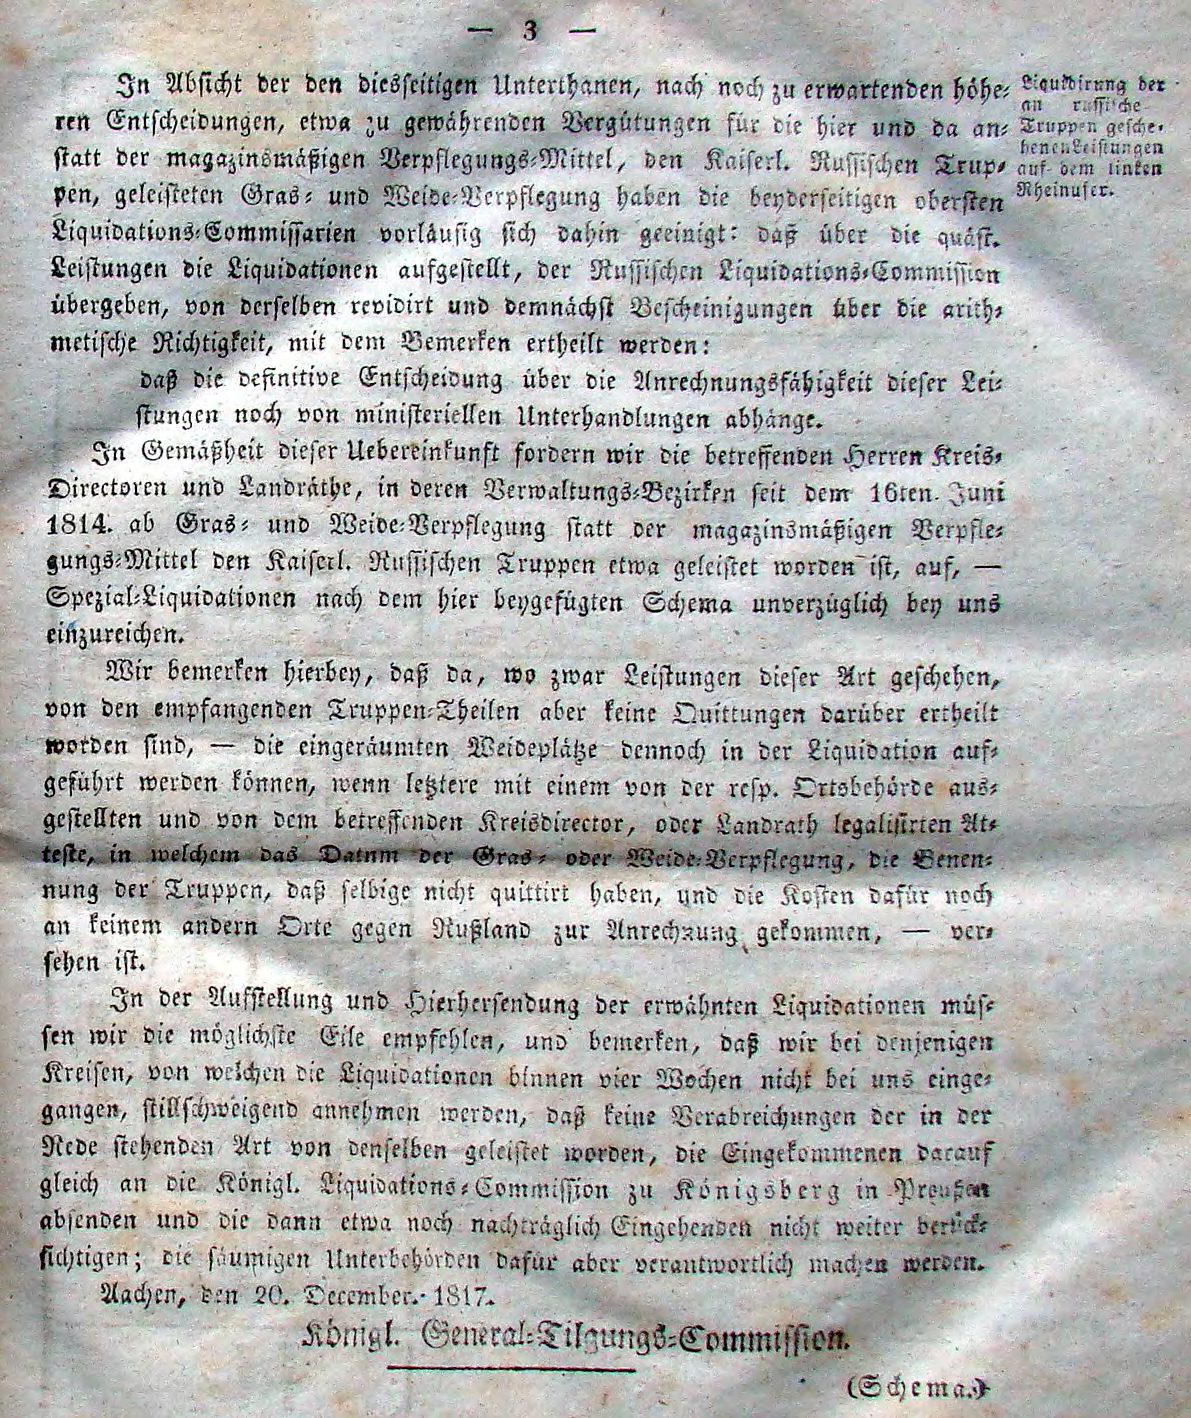 — 3 —
In Absicht der den diesseitigen Unterthanen, nach noch zu erwartenden höhe-
ren Entscheidungen, etwa zu gewährenden Vergütungen für die hier und da an-
statt der magazinsmäßigen Verpflegungs-Mittel, den Kaiserl. Russischen Trup-
pen, geleisteten Gras- und Weide-Verpflegung haben die beyderseitigen obersten
Liquidations-Commissarien vorläufig sich dahin geeinigt: daß über die quäst.
Leistungen die Liquidationen aufgestellt, der Russischen Liquidations-Commission
übergeben, von derselben revidirt und demnächst Bescheinigungen über die arith-
metische Richtigkeit, mit dem Bemerken ertheilt werden:
daß die definitive Entscheidung über die Anrechnungsfähigkeit dieser Lei-
stungen noch von ministeriellen Unterhandlungen abhänge.
In Gemäßheit dieser Uebereinkunft fordern wir die betreffenden Herren Kreis-
Directoren und Landräthe, in deren Verwaltungs-Bezirken seit dem 16ten Juni
1814. ab Gras- und Weide-Verpflegung statt der magazinsmäßigen Verpfle-
gungs-Mittel den Kaiserl. Russischen Truppen etwa geleistet worden ist, auf, —
Spezial-Liquidationen nach dem hier beygefügten Schema unverzüglich bey uns
einzureichen.
Wir bemerken hierbey, daß da, wo zwar Leistungen dieser Art geschehen,
von den empfangenden Truppen-Theilen aber keine Quittungen darüber ertheilt
worden sind, — die eingeräumten Weideplätze dennoch in der Liquidation auf-
geführt werden können, wenn letztere mit einem von der resp. Ortsbehörde aus-
gestellten und von dem betreffenden Kreisdirector, oder Landrath legalisirten At-
teste, in welchem das Datum der Gras- oder Weide-Verpflegung, die Benen-
nung der Truppen, daß selbige nicht quittirt haben, und die Kosten dafür noch
an keinem andern Orte gegen Rußland zur Anrechnung gekommen, — ver-
sehen ist.
In der Aufstellung und Hierhersendung der erwähnten Liquidationen müs-
sen wir die möglichste Eile empfehlen, und bemerken, daß wir bei denjenigen
Kreisen, von welchen die Liquidationen binnen vier Wochen nicht bei uns einge-
gangen, stillschweigend annehmen werden, daß keine Verabreichungen der in der
Rede stehenden Art von denselben geleistet worden, die Eingekommenen darauf
gleich an die Königl. Liquidations-Commission zu Königsberg in Preußen
absenden und die dann etwa noch nachträglich Eingehenden nicht weiter berück-
sichtigen; die säumigen Unterbehörden dafür aber verantwortlich machen werden.
Aachen, den 20. December. 1817.
Königl. General-Tilgungs-Commission.
(Schema.)
Liquidirung der
an russische
Truppen gesche-
henen Leistungen
auf dem linken
Rheinufer.